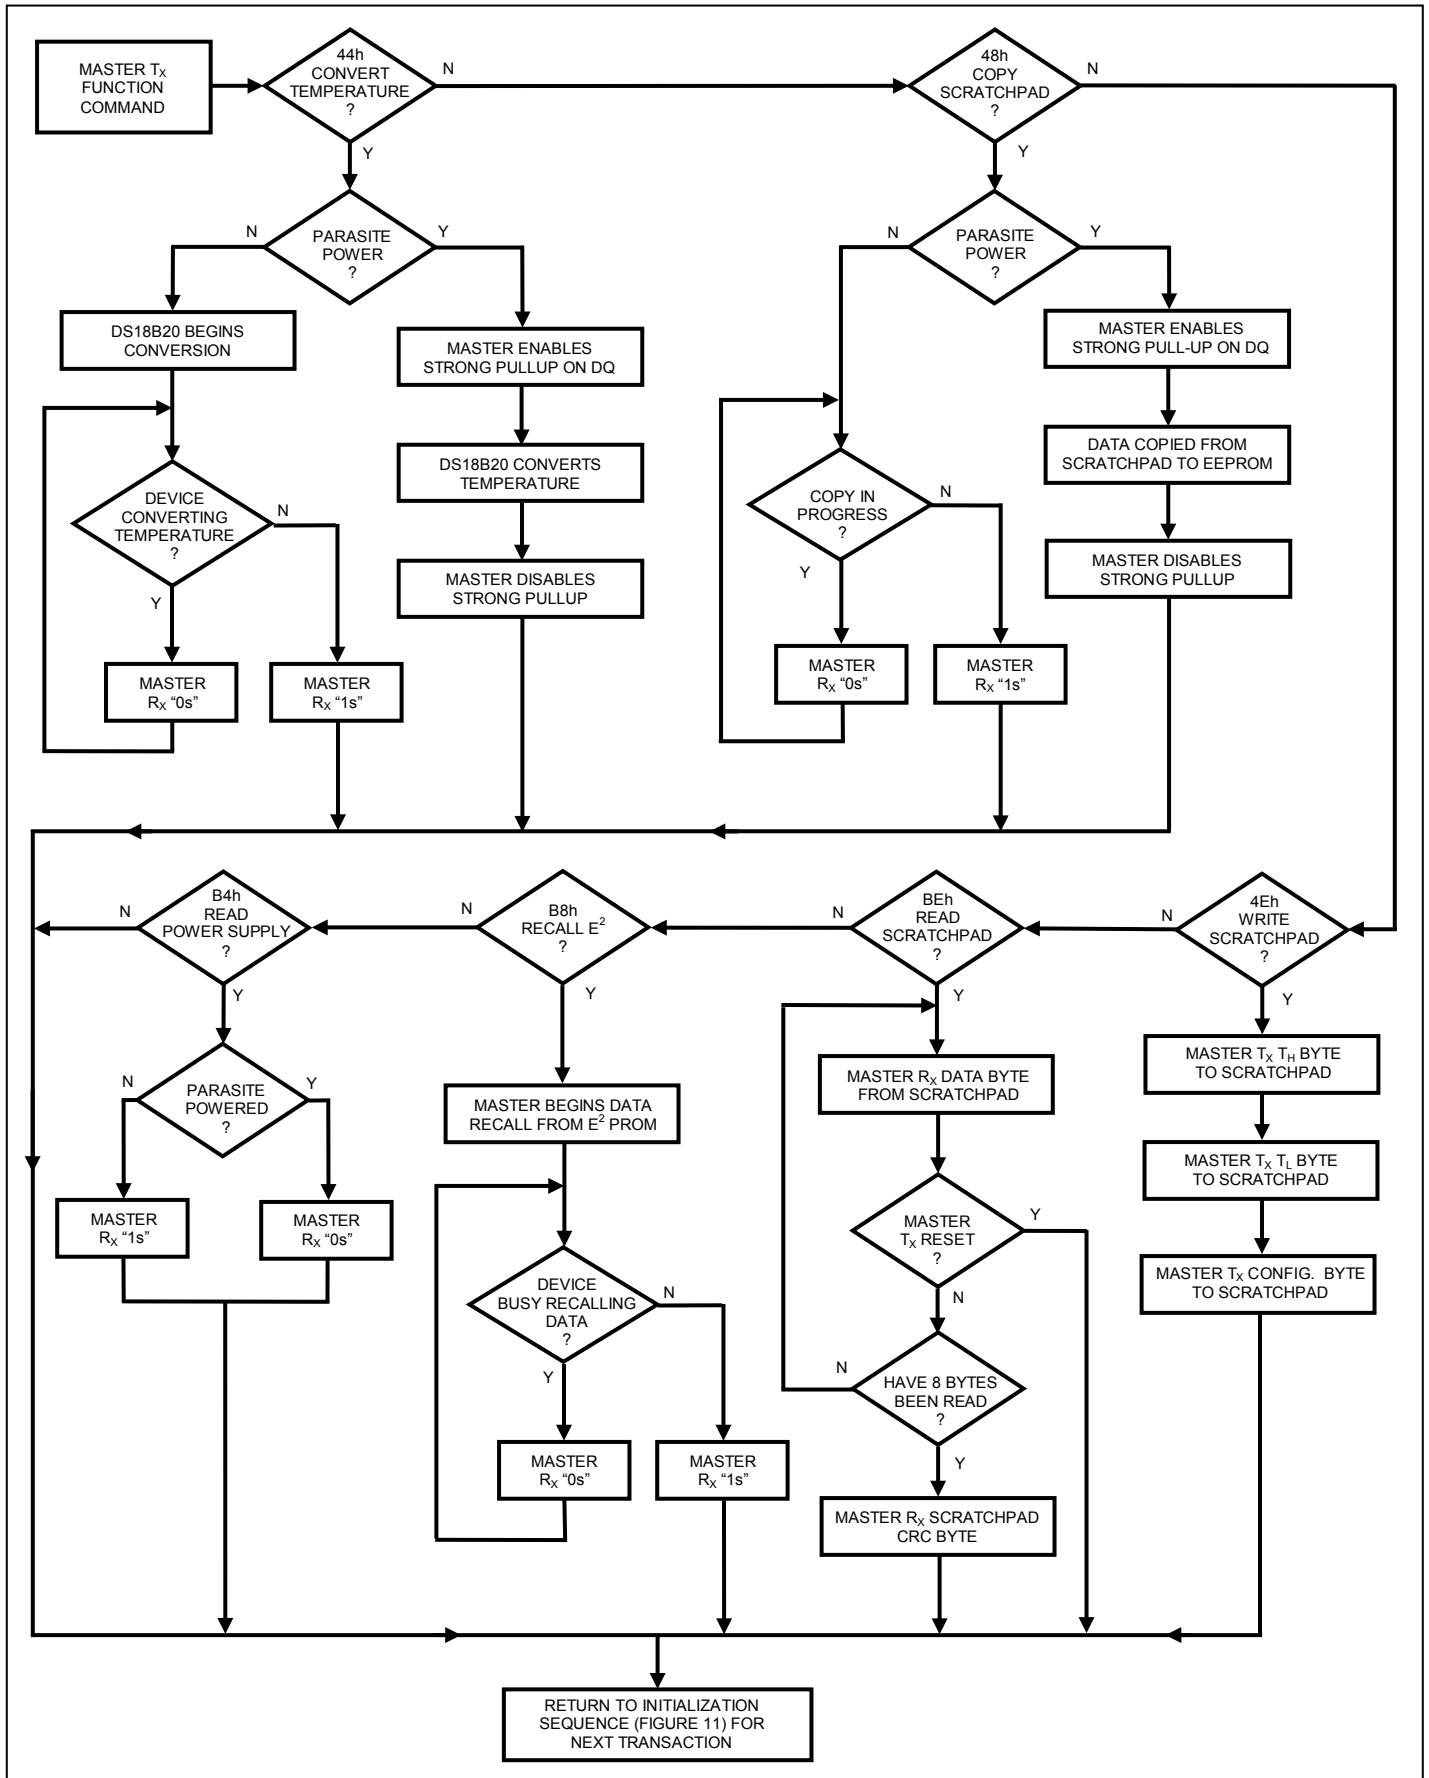 MASTER TX
FUNCTION
COMMAND
44h
CONVERT
TEMPERATURE
?
N
Y
48h
COPY
SCRATCHPAD
?
N
Y
PARASITE
POWER
?
N
Y
PARASITE
POWER
?
N
Y
DS18B20 BEGINS
CONVERSION
MASTER ENABLES
STRONG PULLUP ON DQ
MASTER ENABLES
STRONG PULL-UP ON DQ
DS18B20 CONVERTS
TEMPERATURE
DATA COPIED FROM
SCRATCHPAD TO EEPROM
DEVICE
CONVERTING
TEMPERATURE
?
N
Y
COPY IN
PROGRESS
?
N
Y
MASTER DISABLES
STRONG PULLUP
MASTER DISABLES
STRONG PULLUP
MASTER
RX “0s”
MASTER
RX “1s”
MASTER
RX “0s”
MASTER
RX “1s”
B4h
READ
POWER SUPPLY
?
N
Y
B8h
RECALL E2
?
N
Y
BEh
READ
SCRATCHPAD
?
N
Y
4Eh
WRITE
SCRATCHPAD
?
N
Y
PARASITE
POWERED
?
N
Y
MASTER
RX “1s”
MASTER
RX “0s”
MASTER BEGINS DATA
RECALL FROM E2 PROM
DEVICE
BUSY RECALLING
DATA
?
N
Y
MASTER
RX “0s”
MASTER
RX “1s”
MASTER RX DATA BYTE
FROM SCRATCHPAD
MASTER
TX RESET
?
Y
N
HAVE 8 BYTES
BEEN READ
?
N
Y
MASTER RX SCRATCHPAD
CRC BYTE
MASTER TX TH BYTE
TO SCRATCHPAD
MASTER TX TL BYTE
TO SCRATCHPAD
MASTER TX CONFIG. BYTE
TO SCRATCHPAD
RETURN TO INITIALIZATION
SEQUENCE (FIGURE 11) FOR
NEXT TRANSACTION